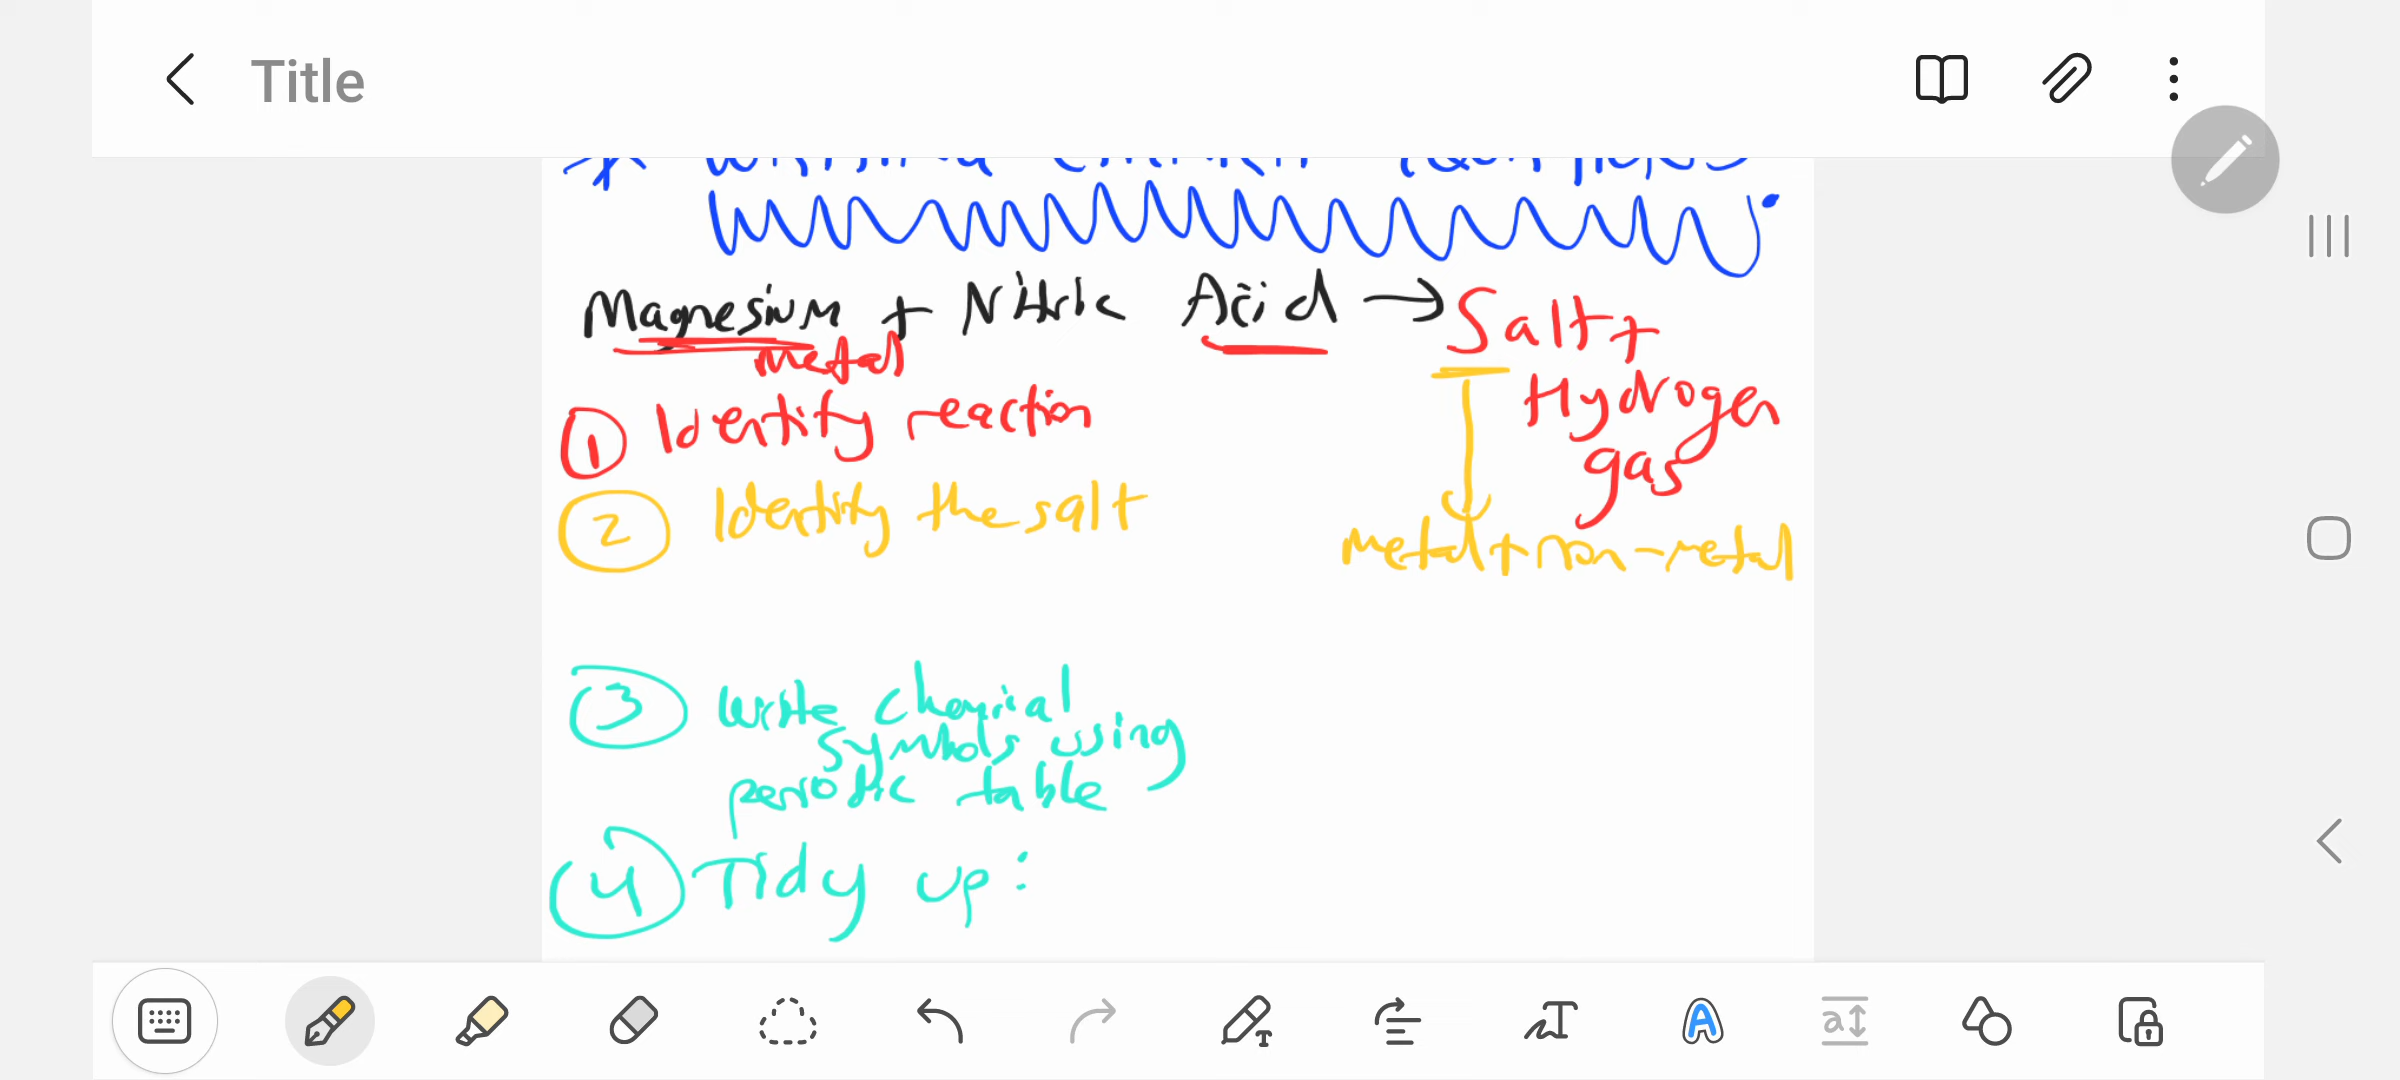 Title
Magnesium + Nitric Acid → Salt +
metal
Hydrogen
gas
① Identify reaction
② Identify the salt
metal + non-metal
③ Write chemical
symbols using
periodic table
④ Tidy up: